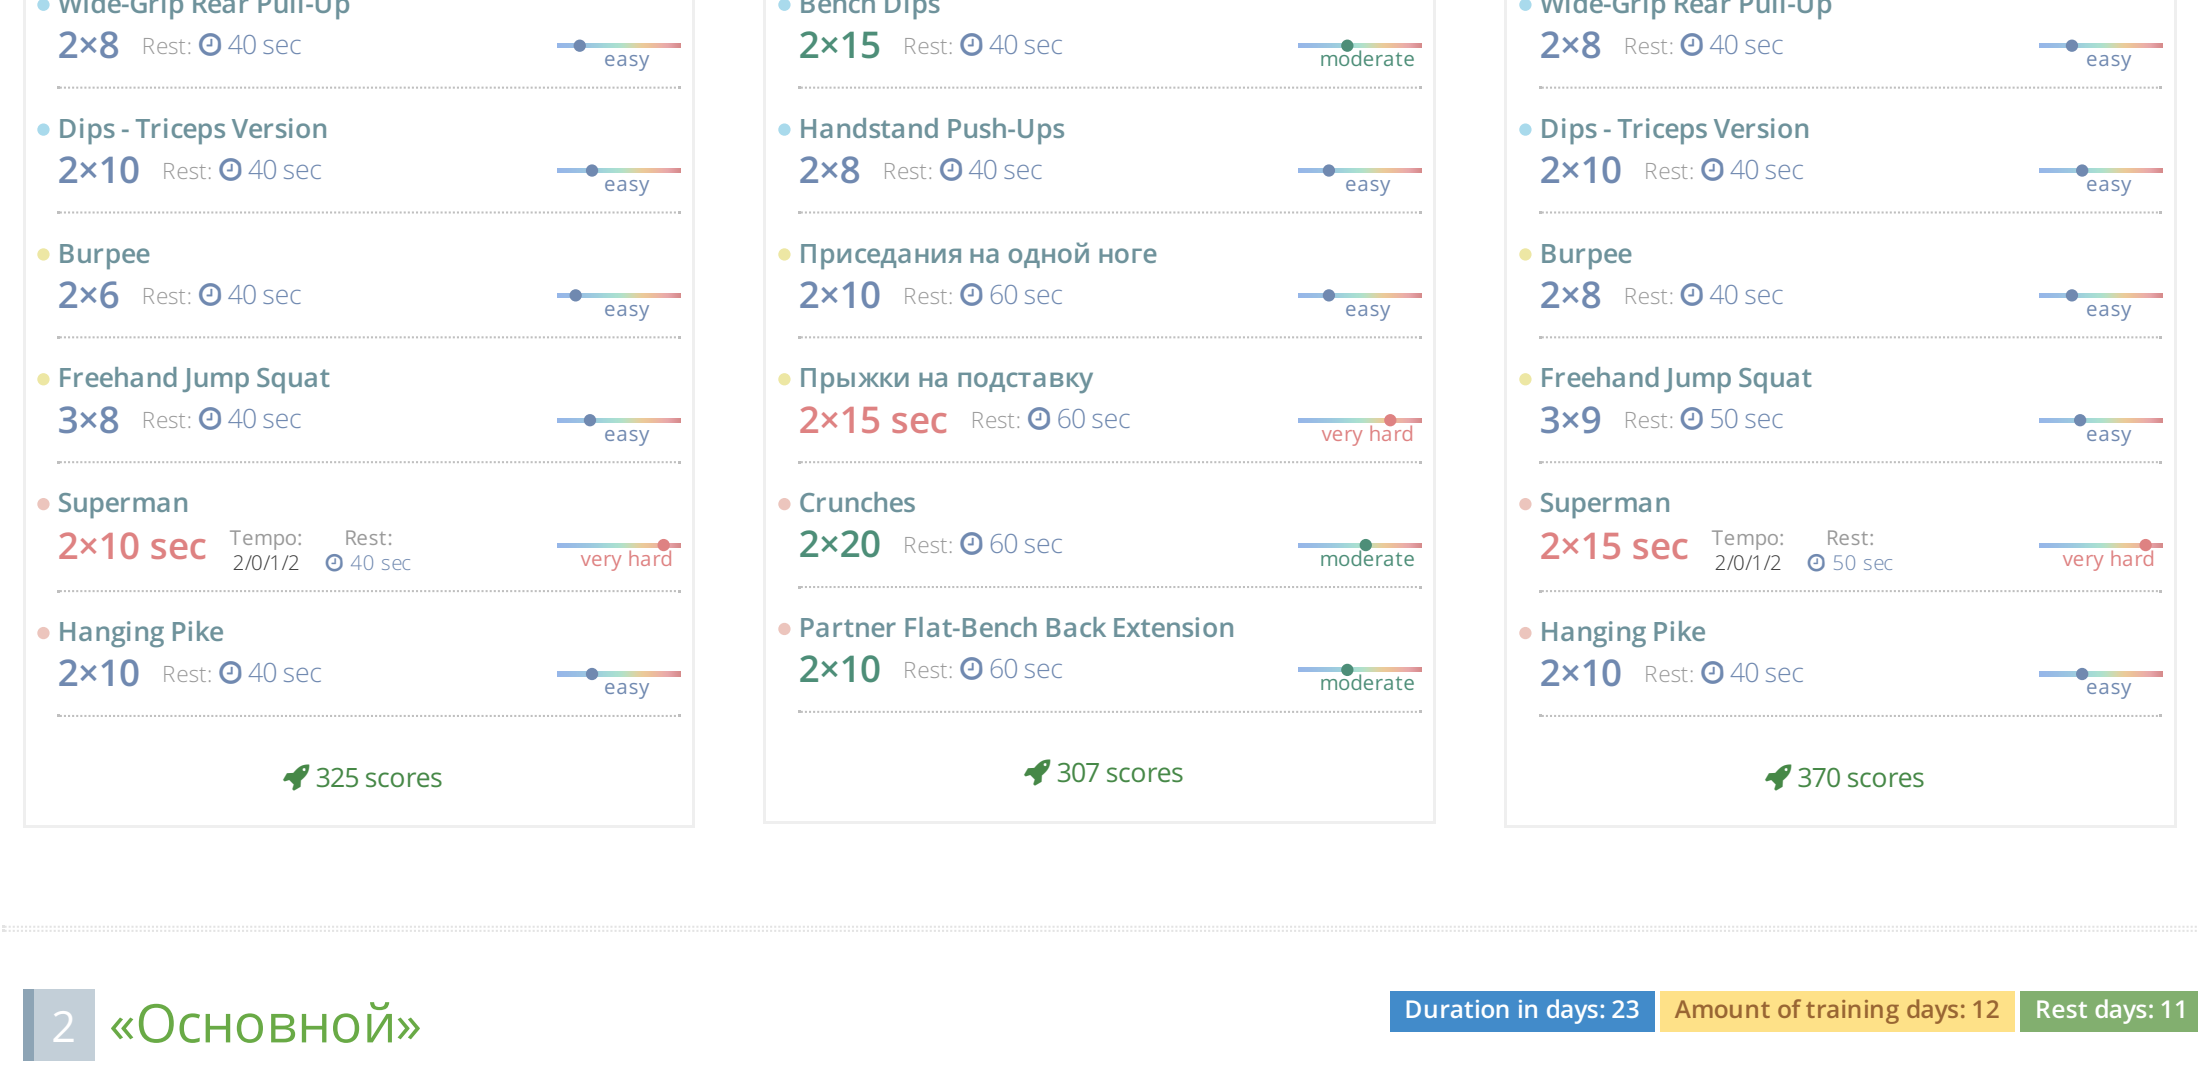 Wide-Grip Rear Pull-Up
2×8 Rest: 40 sec
easy
Dips - Triceps Version
2×10 Rest: 40 sec
easy
Burpee
2×6 Rest: 40 sec
easy
Freehand Jump Squat
3×8 Rest: 40 sec
easy
Superman
2×10 sec Tempo: Rest:
2/0/1/2 40 sec
very hard
Hanging Pike
2×10 Rest: 40 sec
easy
325 scores
Bench Dips
2×15 Rest: 40 sec
moderate
Handstand Push-Ups
2×8 Rest: 40 sec
easy
Приседания на одной ноге
2×10 Rest: 60 sec
easy
Прыжки на подставку
2×15 sec Rest: 60 sec
very hard
Crunches
2×20 Rest: 60 sec
moderate
Partner Flat-Bench Back Extension
2×10 Rest: 60 sec
moderate
307 scores
Wide-Grip Rear Pull-Up
2×8 Rest: 40 sec
easy
Dips - Triceps Version
2×10 Rest: 40 sec
easy
Burpee
2×8 Rest: 40 sec
easy
Freehand Jump Squat
3×9 Rest: 50 sec
easy
Superman
2×15 sec Tempo: Rest:
2/0/1/2 50 sec
very hard
Hanging Pike
2×10 Rest: 40 sec
easy
370 scores
2 «Основной»
Duration in days: 23 Amount of training days: 12 Rest days: 11